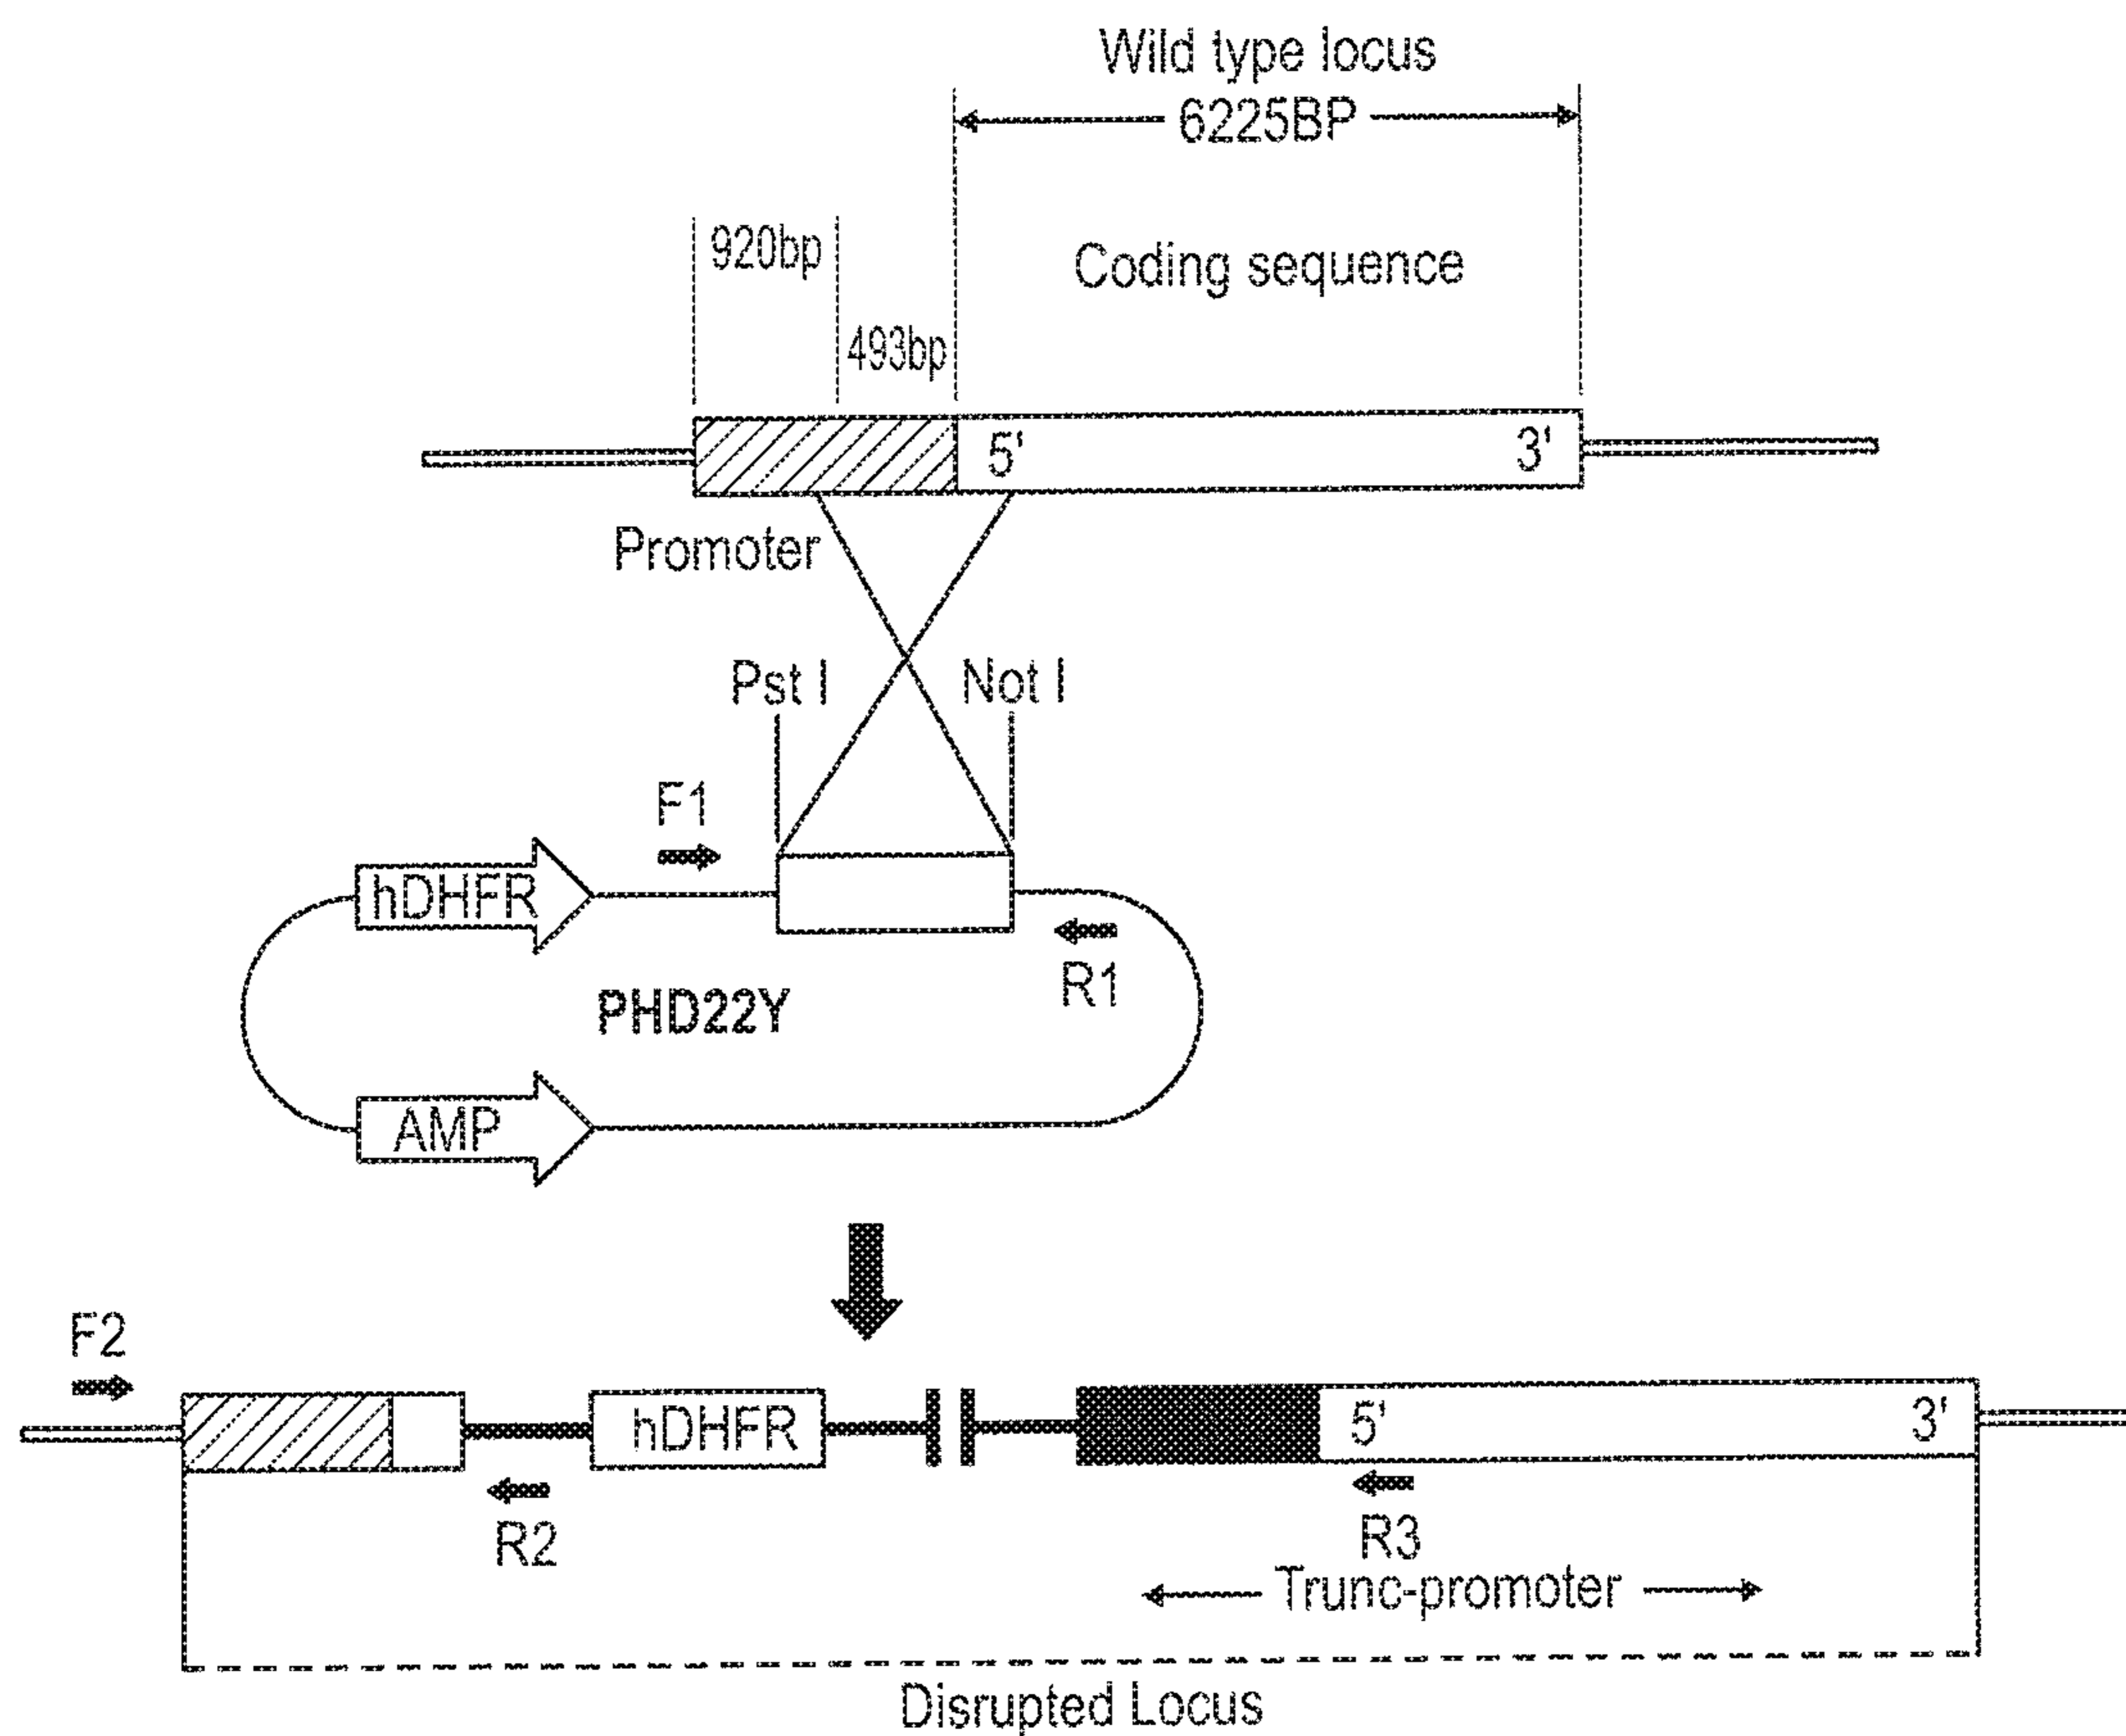 Wild type locus
6225BP
920bp
Coding sequence
493bp
5' 3'
Promoter
Pst I Not I
F1
hDHFR
R1
PHD22Y
AMP
F2
hDHFR 5' 3'
R2 R3
Trunc-promoter
Disrupted Locus